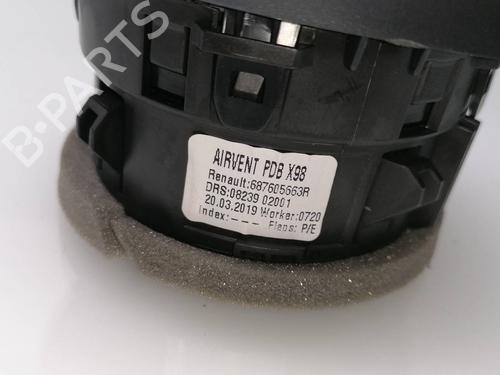 AIRVENT PDB X98
Renault:687605663R
DRS:08239 02001
20.03.2019 Worker:0720
Index:--- Flaps: P/E
B-PARTS